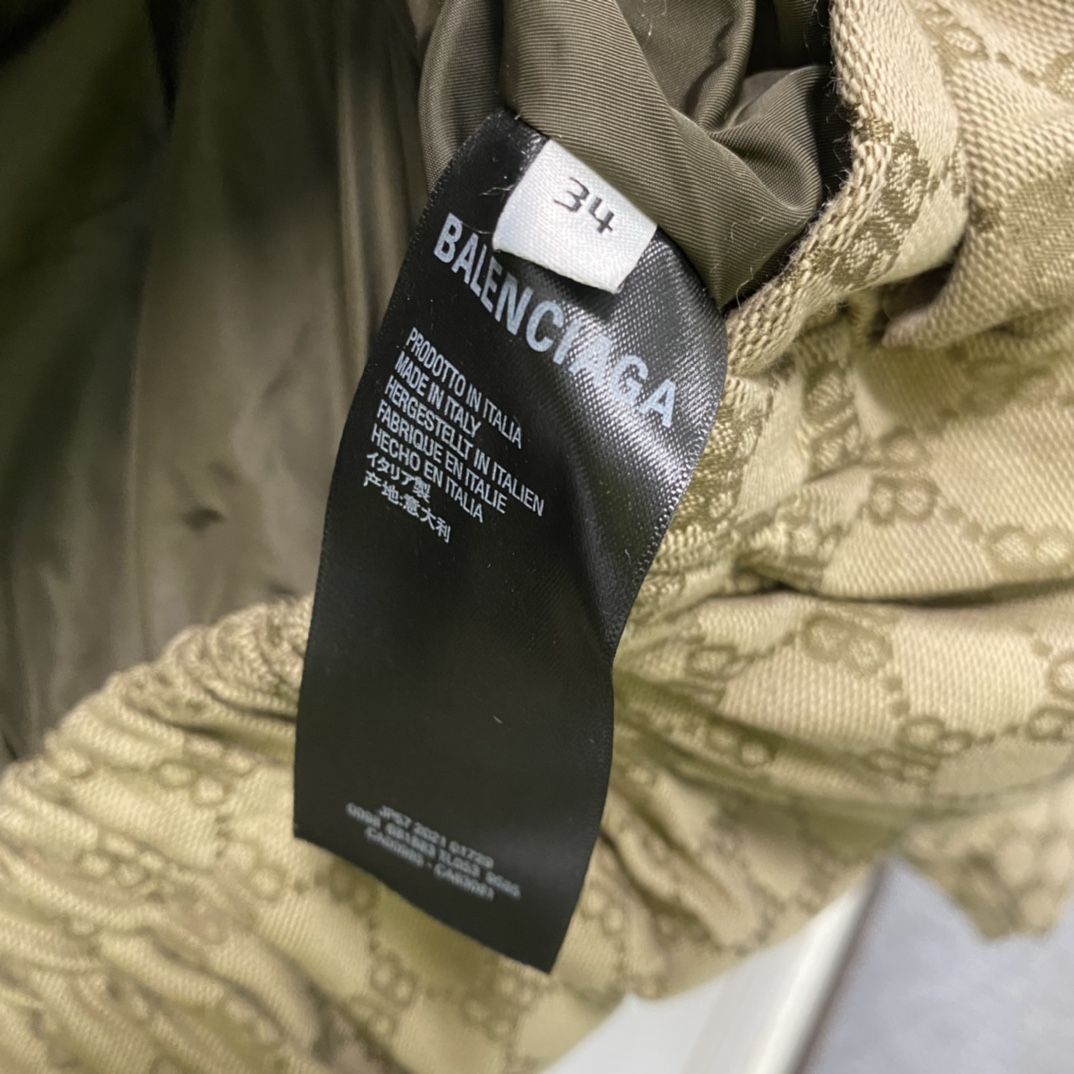 34
BALENCIAGA
PRODOTTO IN ITALIA
MADE IN ITALY
HERGESTELLT IN ITALIEN
FABRIQUE EN ITALIE
HECHO EN ITALIA
イタリア製
产地:意大利
2021